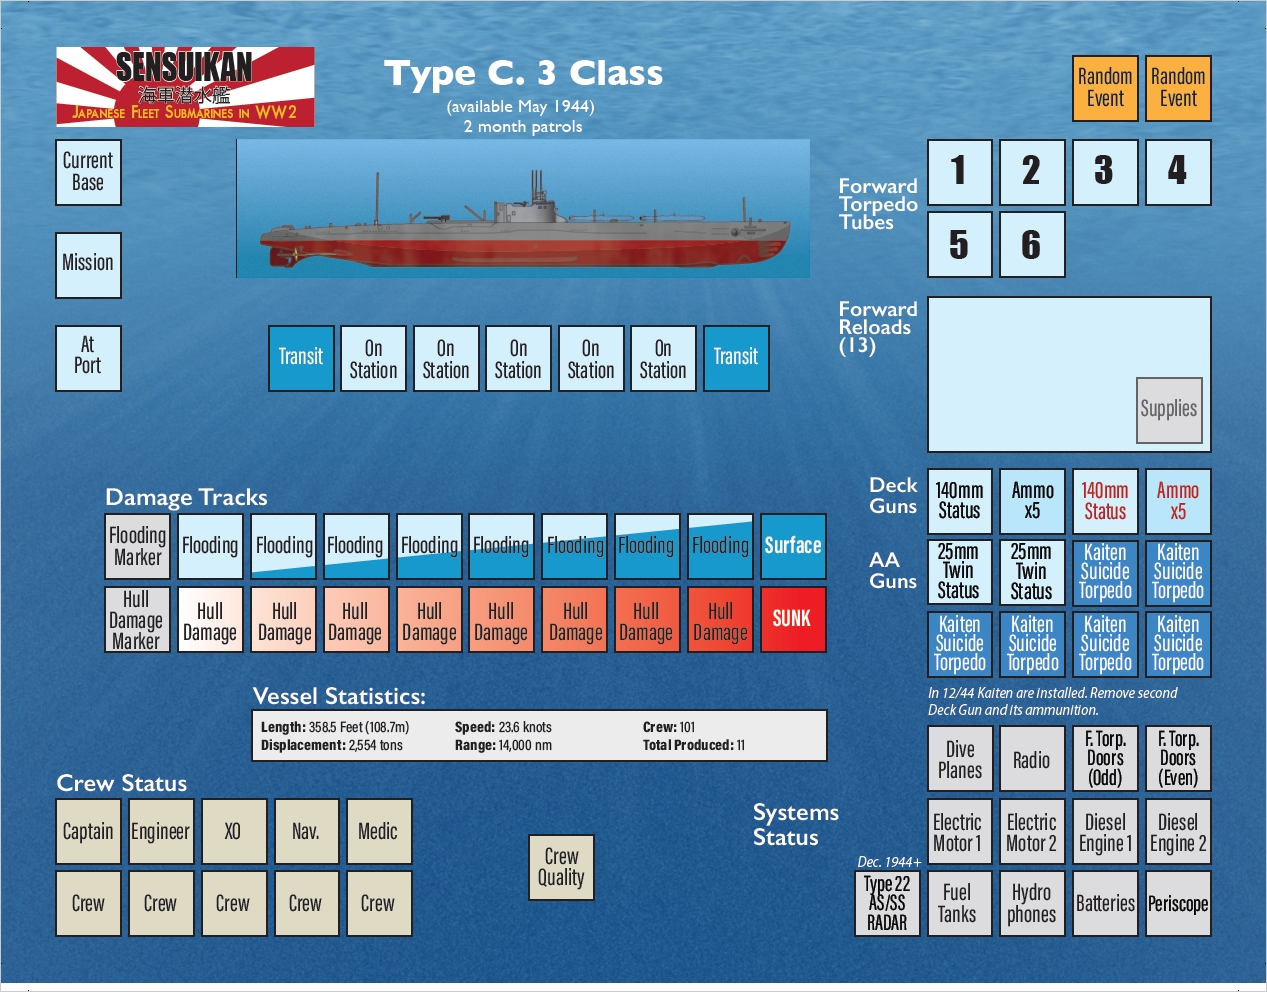 SENSUIKAN
海軍潜水艦
JAPANESE FLEET SUBMARINES IN WW2
Type C. 3 Class
(available May 1944)
2 month patrols
Random
Event
Random
Event
Current
Base
Mission
At
Port
Forward
Torpedo
Tubes
1
2
3
4
5
6
Forward
Reloads
(13)
Supplies
Transit
On
Station
On
Station
On
Station
On
Station
On
Station
Transit
Damage Tracks
Flooding
Marker
Flooding
Flooding
Flooding
Flooding
Flooding
Flooding
Flooding
Flooding
Surface
Hull
Damage
Marker
Hull
Damage
Hull
Damage
Hull
Damage
Hull
Damage
Hull
Damage
Hull
Damage
Hull
Damage
Hull
Damage
SUNK
Deck
Guns
140mm
Status
Ammo
x5
140mm
Status
Ammo
x5
AA
Guns
25mm
Twin
Status
25mm
Twin
Status
Kaiten
Suicide
Torpedo
Kaiten
Suicide
Torpedo
Kaiten
Suicide
Torpedo
Kaiten
Suicide
Torpedo
Kaiten
Suicide
Torpedo
Kaiten
Suicide
Torpedo
In 12/44 Kaiten are installed. Remove second
Deck Gun and its ammunition.
Vessel Statistics:
Length: 358.5 Feet (108.7m) Speed: 23.6 knots Crew: 101
Displacement: 2,554 tons Range: 14,000 nm Total Produced: 11
Crew Status
Captain
Engineer
XO
Nav.
Medic
Crew
Crew
Crew
Crew
Crew
Crew
Quality
Systems
Status
Dive
Planes
Radio
F. Torp.
Doors
(Odd)
F. Torp.
Doors
(Even)
Electric
Motor 1
Electric
Motor 2
Diesel
Engine 1
Diesel
Engine 2
Dec. 1944+
Type 22
AS/SS
RADAR
Fuel
Tanks
Hydro
phones
Batteries
Periscope